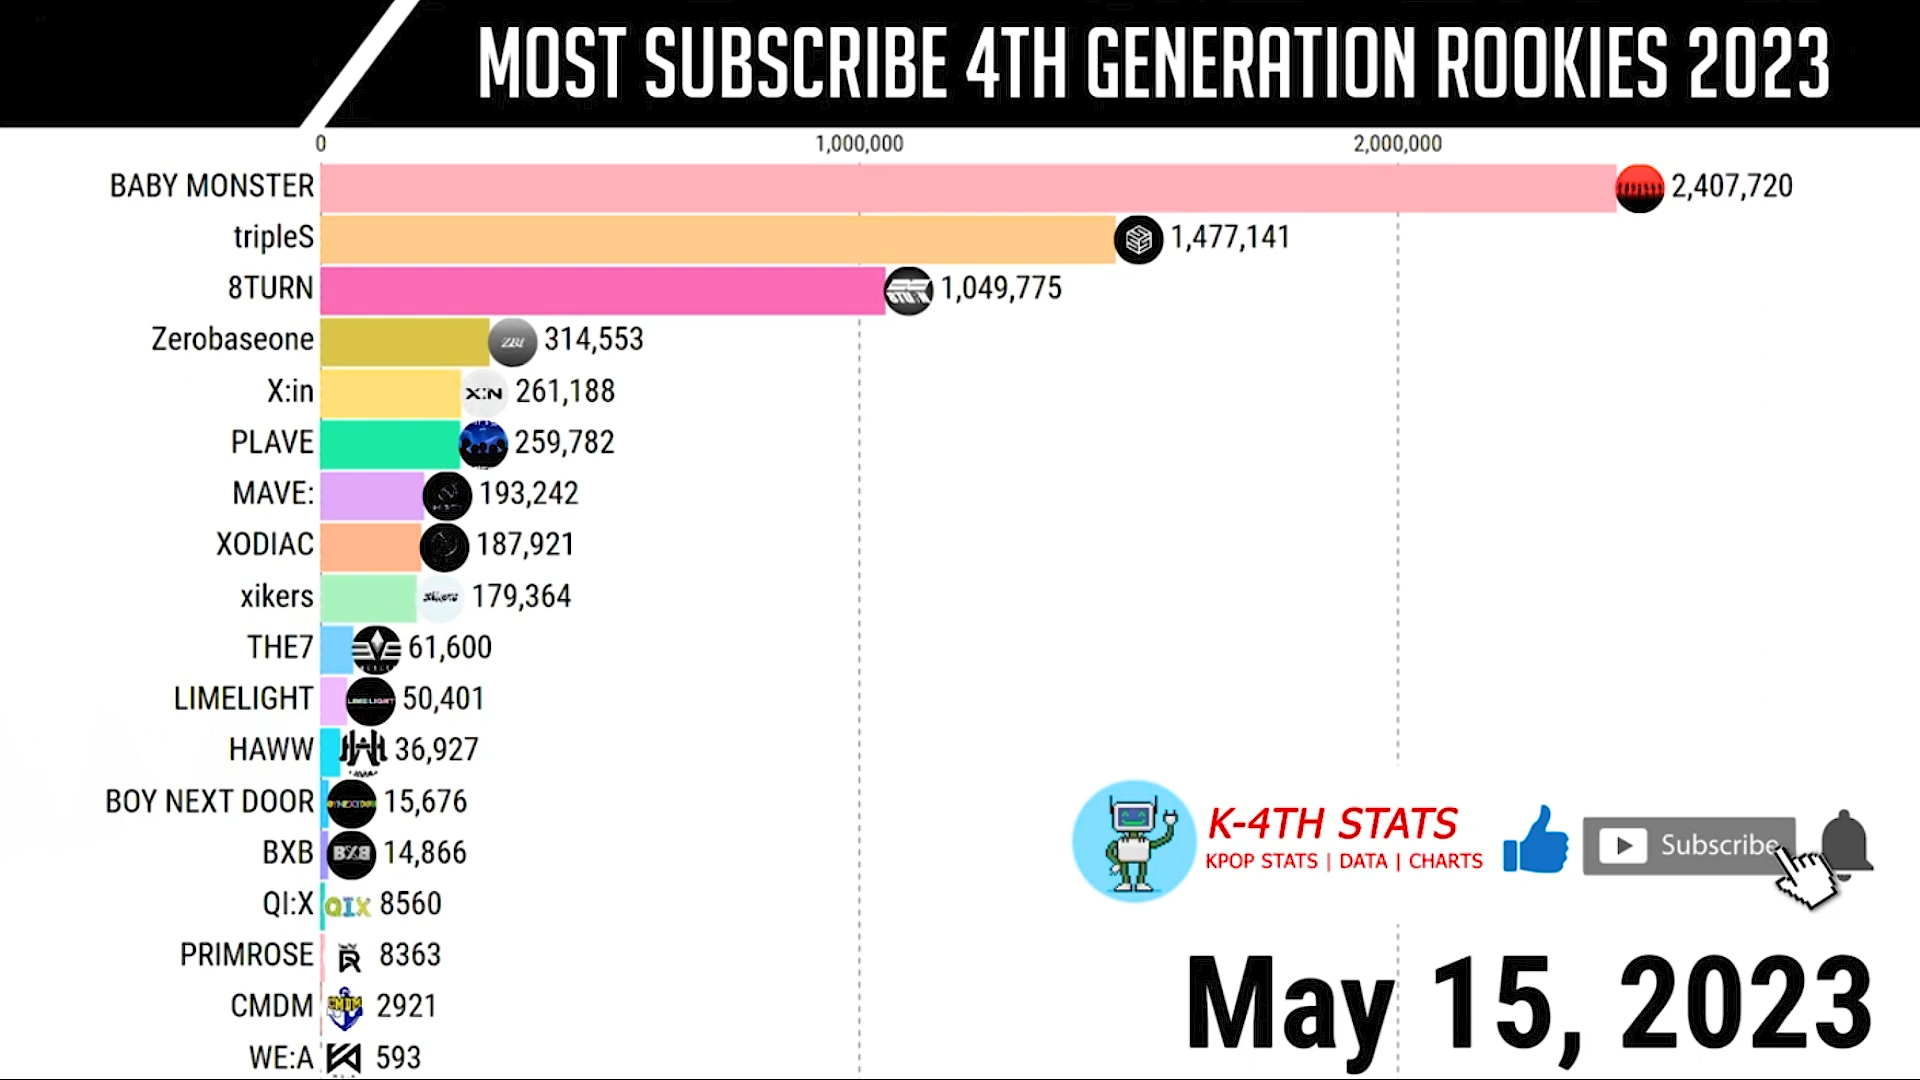 MOST SUBSCRIBE 4TH GENERATION ROOKIES 2023
0 1,000,000 2,000,000
BABY MONSTER 2,407,720
tripleS 1,477,141
8TURN 1,049,775
Zerobaseone ZB1 314,553
X:in X:N 261,188
PLAVE 259,782
MAVE: 193,242
XODIAC 187,921
xikers xikers 179,364
THE7 61,600
LIMELIGHT LIMELIGHT 50,401
HAWW 36,927
BOY NEXT DOOR 15,676
BXB BXB 14,866
QI:X QIX 8560
PRIMROSE 8363
CMDM CMDM 2921
WE:A 593
K-4TH STATS
KPOP STATS | DATA | CHARTS
Subscribe
May 15, 2023